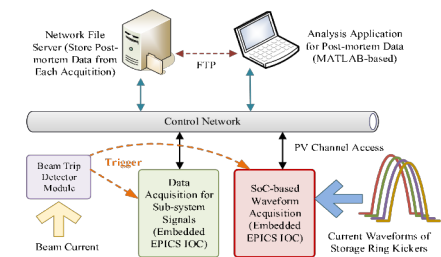 Network File
Server (Store Post-
mortem Data from
Each Acquitition)
FTP
Analysis Application
for Post-mortem Data
(MATLAB-based)
Control Network
PV Channel Access
Beam Trip
Detector
Module
Trigger
Data
Acquisition for
Sub-system
Signals
(Embedded
EPICS IOC)
SoC-based
Waveform
Acquisition
(Embedded
EPICS IOC)
Beam Current
Current Waveforms of
Storage Ring Kickers